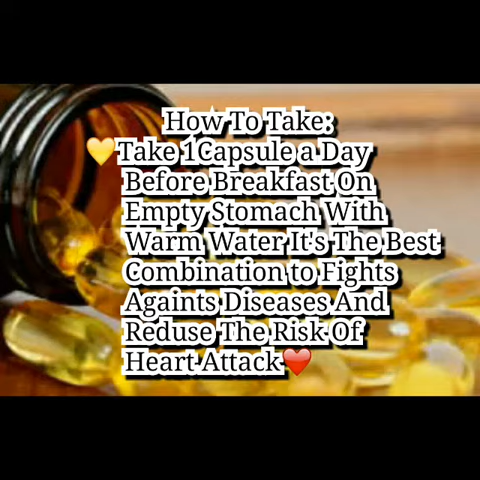 How To Take:
💛Take 1Capsule a Day
Before Breakfast On
Empty Stomach With
Warm Water It's The Best
Combination to Fights
Againts Diseases And
Reduse The Risk Of
Heart Attack❤️